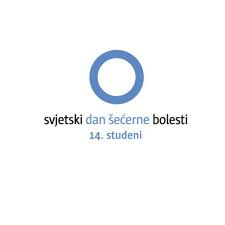 svjetski dan šećerne bolesti
14. studeni